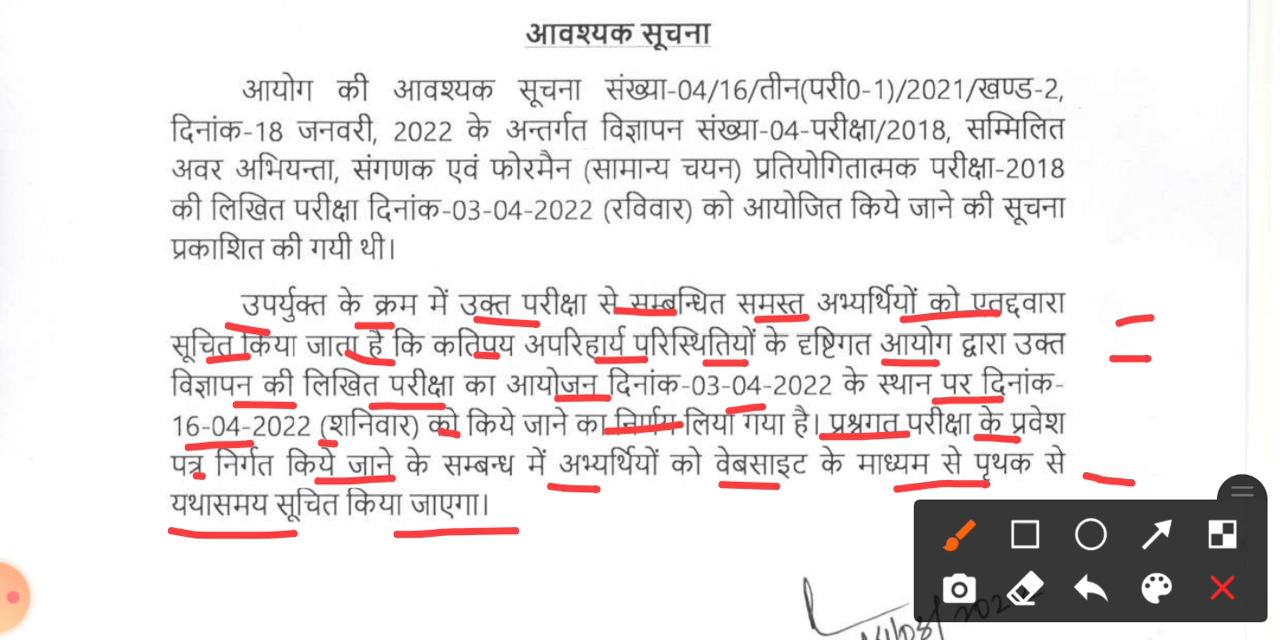 आवश्यक सूचना
आयोग की आवश्यक सूचना संख्या-04/16/तीन(परी0-1)/2021/खण्ड-2,
दिनांक-18 जनवरी, 2022 के अन्तर्गत विज्ञापन संख्या-04-परीक्षा/2018, सम्मिलित
अवर अभियन्ता, संगणक एवं फोरमैन (सामान्य चयन) प्रतियोगितात्मक परीक्षा-2018
की लिखित परीक्षा दिनांक-03-04-2022 (रविवार) को आयोजित किये जाने की सूचना
प्रकाशित की गयी थी।
उपर्युक्त के क्रम में उक्त परीक्षा से सम्बन्धित समस्त अभ्यर्थियों को एतद्दवारा
सूचित किया जाता है कि कतिपय अपरिहार्य परिस्थितियों के दृष्टिगत आयोग द्वारा उक्त
विज्ञापन की लिखित परीक्षा का आयोजन दिनांक-03-04-2022 के स्थान पर दिनांक-
16-04-2022 (शनिवार) को किये जाने का निर्णय लिया गया है। प्रश्नगत परीक्षा के प्रवेश
पत्र निर्गत किये जाने के सम्बन्ध में अभ्यर्थियों को वेबसाइट के माध्यम से पृथक से
यथासमय सूचित किया जाएगा।